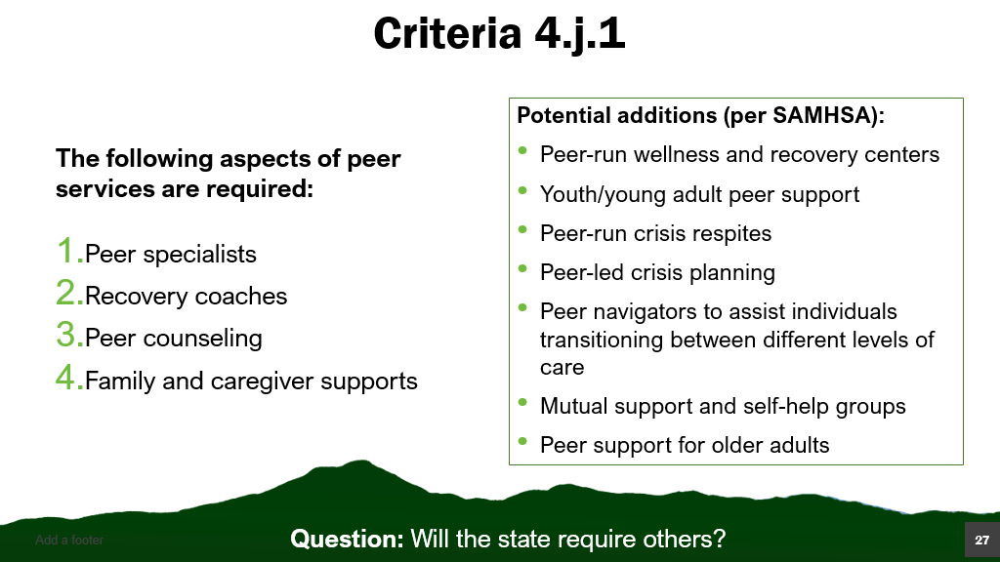 Criteria 4.j.1
The following aspects of peer
services are required:
1.Peer specialists
2.Recovery coaches
3.Peer counseling
4.Family and caregiver supports
Potential additions (per SAMHSA):
• Peer-run wellness and recovery centers
• Youth/young adult peer support
• Peer-run crisis respites
• Peer-led crisis planning
• Peer navigators to assist individuals
transitioning between different levels of
care
• Mutual support and self-help groups
• Peer support for older adults
Add a footer
Question: Will the state require others?
27